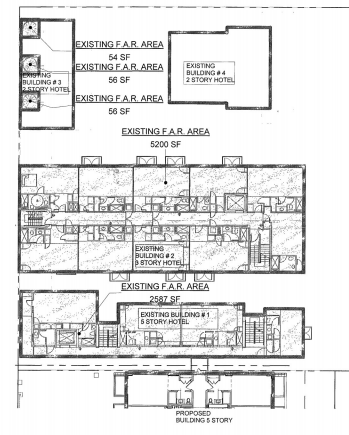 EXISTING F.A.R. AREA
54 SF
EXISTING F.A.R. AREA
56 SF
EXISTING F.A.R. AREA
56 SF
EXISTING
BUILDING # 3
2 STORY HOTEL
EXISTING
BUILDING # 4
2 STORY HOTEL
EXISTING F.A.R. AREA
5200 SF
EXISTING
BUILDING # 2
STORY HOTEL
EXISTING F.A.R. AREA
2587 SF
EXISTING BUILDING # 1
5 STORY HOTEL
PROPOSED
BUILDING 5 STORY